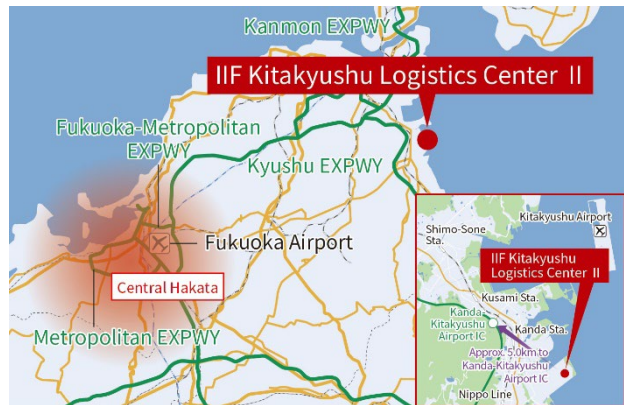 Kanmon EXPWY
IIF Kitakyushu Logistics Center II
Fukuoka-Metropolitan
EXPWY
Kyushu EXPWY
Fukuoka Airport
Central Hakata
Metropolitan EXPWY
Kitakyushu Airport
Shimo-Sone
Sta.
IIF Kitakyushu
Logistics Center II
Kusami Sta.
Kanda-
Kitakyushu
Airport IC
Kanda Sta.
Approx. 5.0km to
Kanda-Kitakyushu
Airport IC
Nippo Line